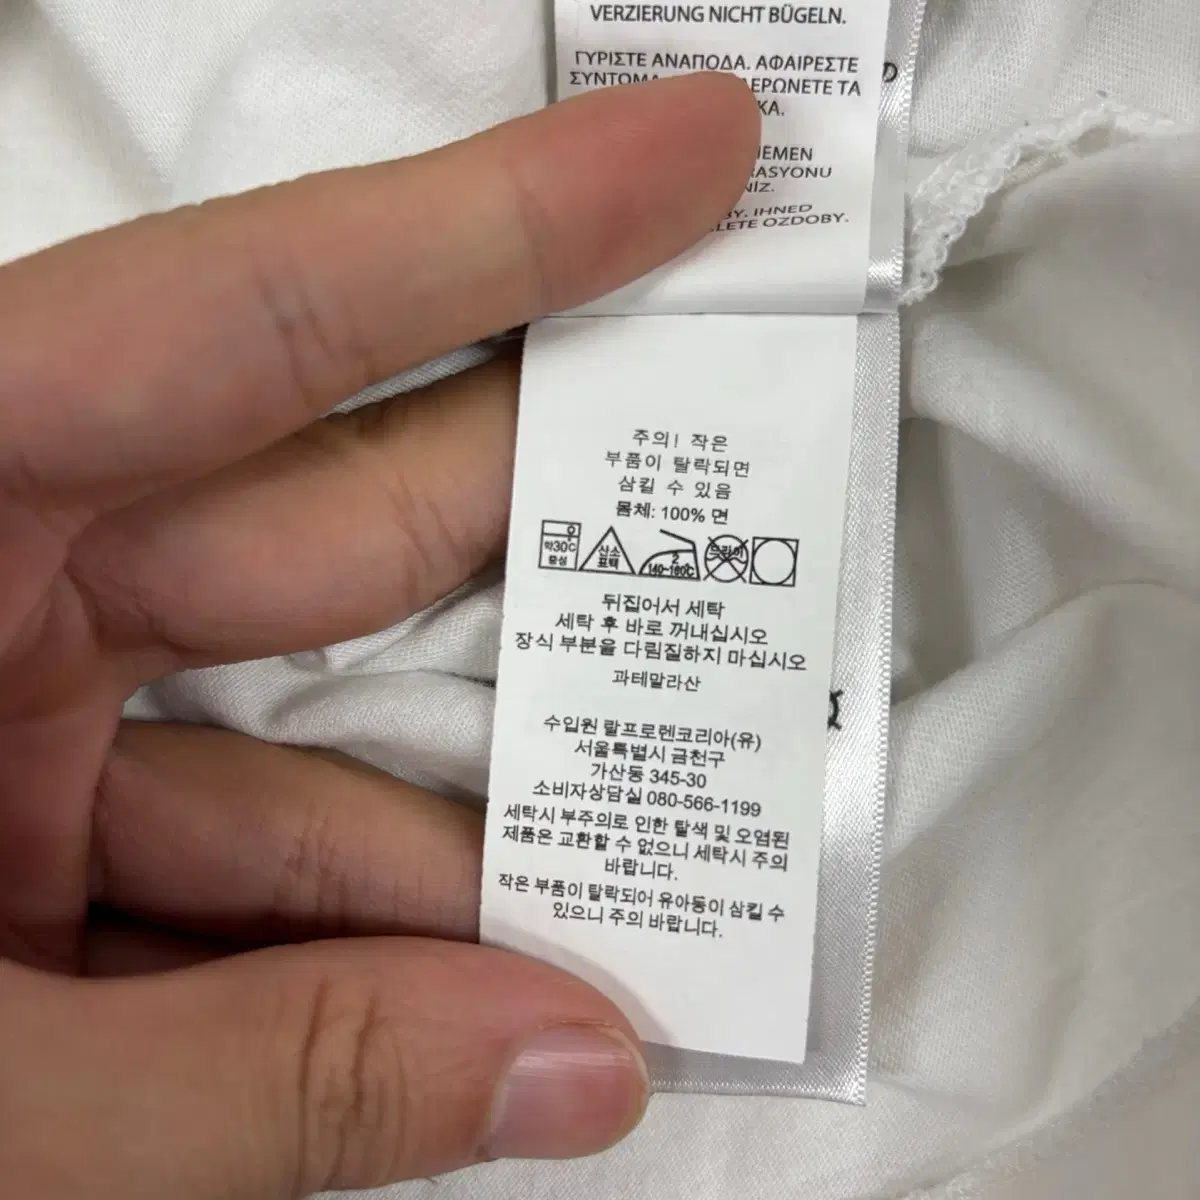 VERZIERUNG NICHT BÜGELN.
ΓΥΡΙΣΤΕ ΑΝΑΠΟΔΑ. ΑΦΑΙΡΕΣΤΕ
ΣΥΝΤΟΜΑ ΤΑ
IHNED
OZDOBY.
주의! 작은
부품이 탈락되면
삼킬 수 있음
몸체: 100% 면
약30℃
중성
산소
표백
2
140~160℃
드라이
뒤집어서 세탁
세탁 후 바로 꺼내십시오
장식 부분을 다림질하지 마십시오
과테말라산
수입원 랄프로렌코리아(유)
서울특별시 금천구
가산동 345-30
소비자상담실 080-566-1199
세탁시 부주의로 인한 탈색 및 오염된
제품은 교환할 수 없으니 세탁시 주의
바랍니다.
작은 부품이 탈락되어 유아동이 삼킬 수
있으니 주의 바랍니다.